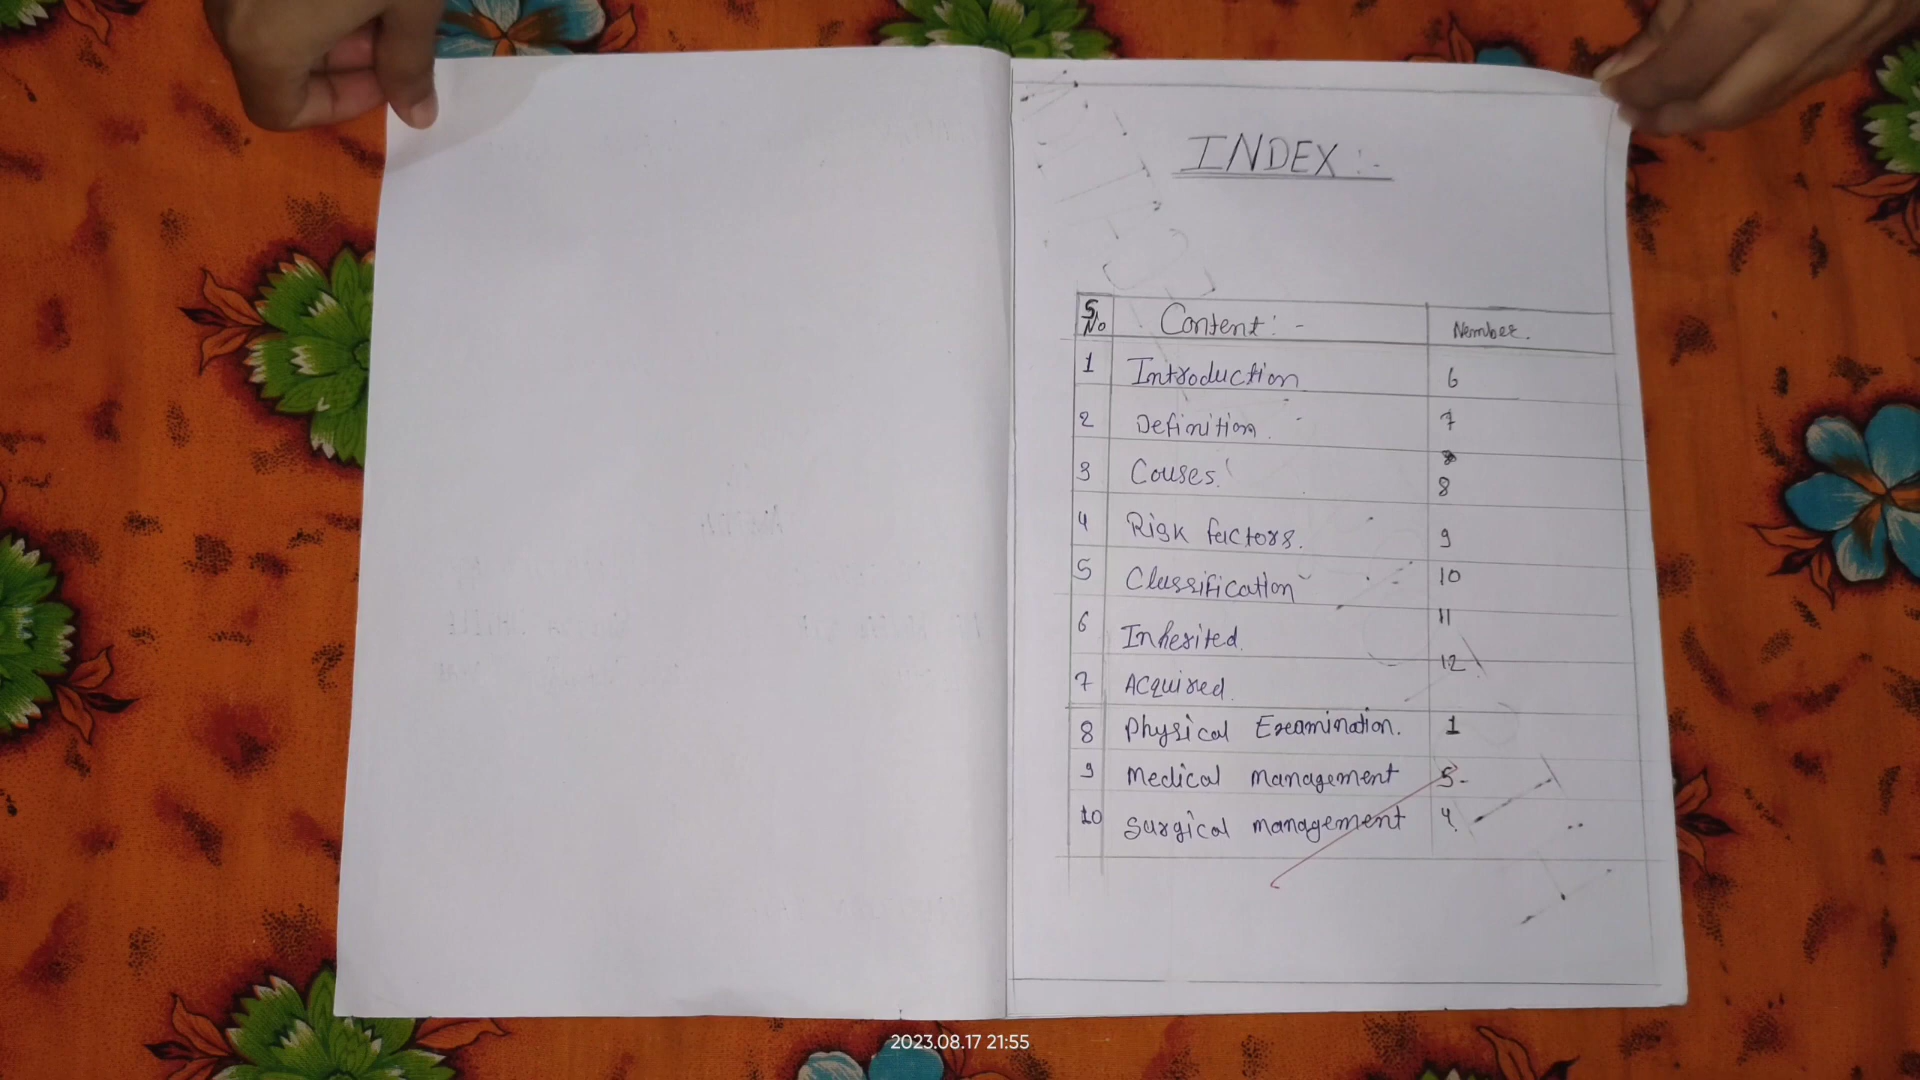 INDEX :-
S.No Content :- Nember.
1 Introduction 6
2 Definition. 7
3 Couses. 8
4 Risk factors. 9
5 Classification 10
6 Inherited. 11
7 Acquired. 12
8 Physical Exeamination. 1
9 Medical management 5-
10 Surgical management 4.
2023.08.17 21:55